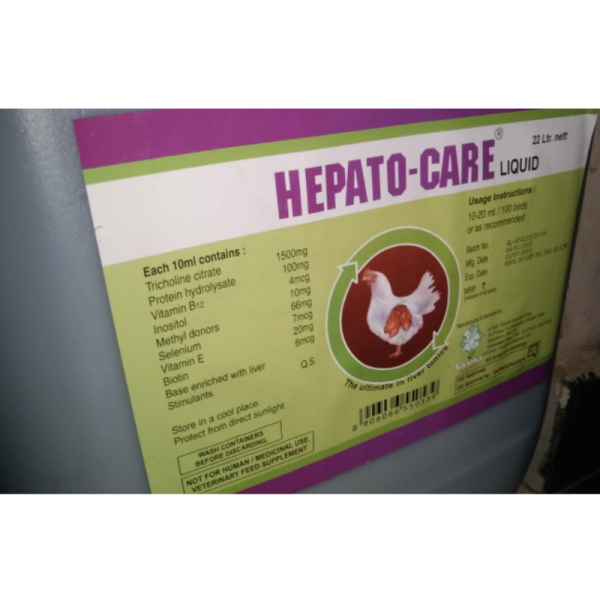 HEPATO-CARE® LIQUID
22 Ltr. nett
Each 10ml contains :
Tricholine citrate 1500mg
Protein hydrolysate 100mg
Vitamin B12 4mcg
Inositol 10mg
Methyl donors 66mg
Selenium 7mcg
Vitamin E 20mg
Biotin 6mcg
Base enriched with liver
Stimulants. Q.S.
Store in a cool place.
Protect from direct sunlight.
WASH CONTAINERS
BEFORE DISCARDING.
NOT FOR HUMAN / MEDICINAL USE.
VETERINARY FEED SUPPLEMENT
The ultimate in liver tonics
Usage Instructions :
10-20 ml. / 100 birds
or as recommended
Batch No. :
Mfg. Date
Exp. Date
MRP ₹